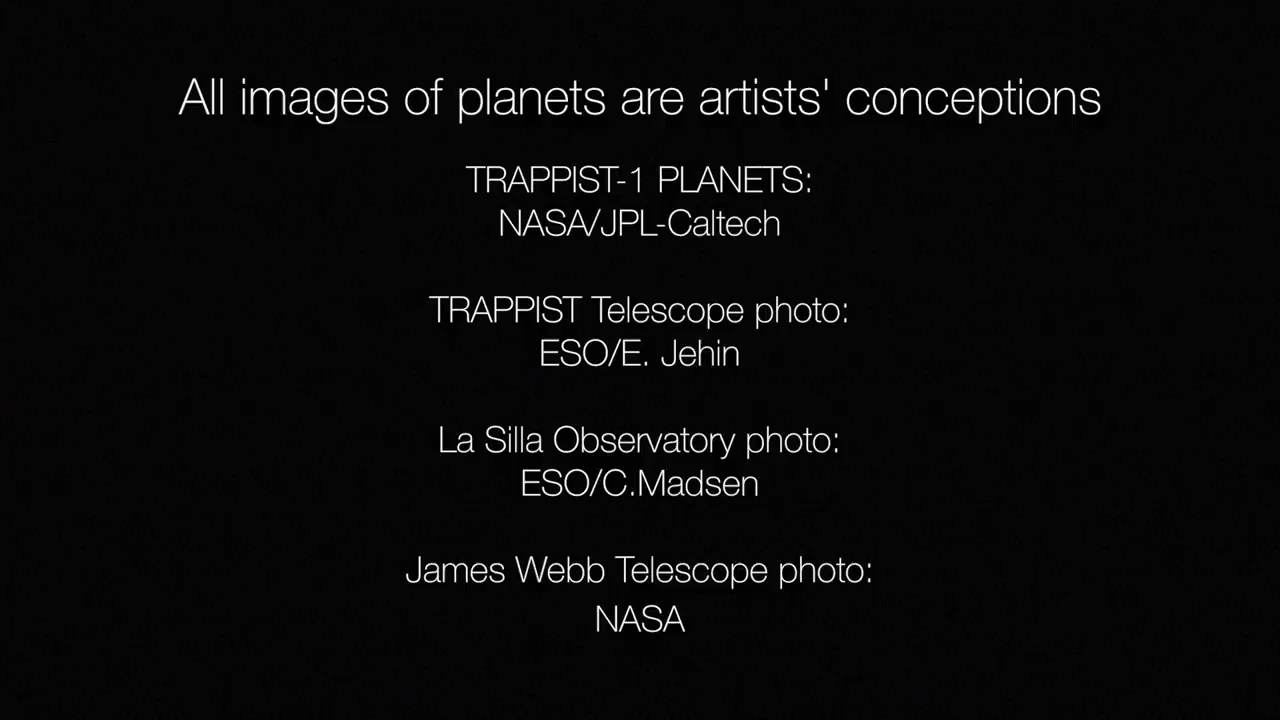 All images of planets are artists' conceptions
TRAPPIST-1 PLANETS:
NASA/JPL-Caltech
TRAPPIST Telescope photo:
ESO/E. Jehin
La Silla Observatory photo:
ESO/C.Madsen
James Webb Telescope photo:
NASA